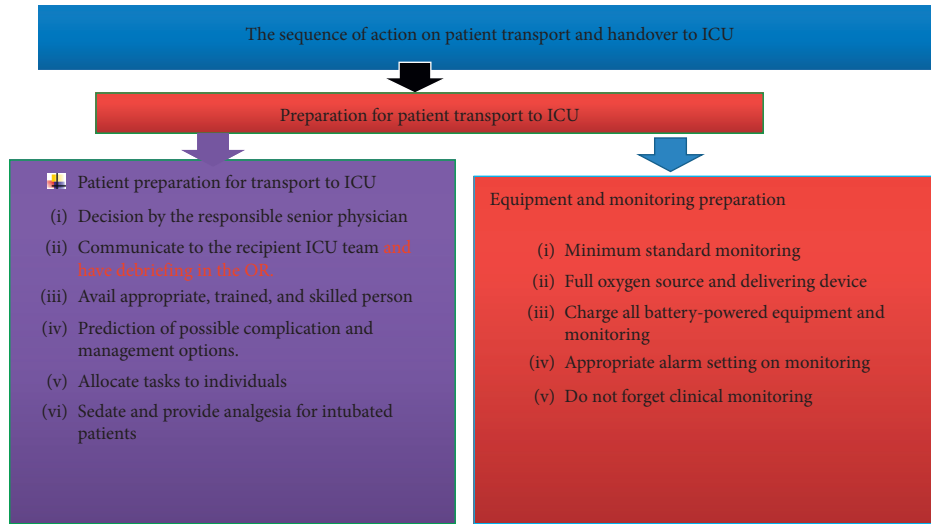 The sequence of action on patient transport and handover to ICU
Preparation for patient transport to ICU
Patient preparation for transport to ICU
(i) Decision by the responsible senior physician
(ii) Communicate to the recipient ICU team and
have debriefing in the OR.
(iii) Avail appropriate, trained, and skilled person
(iv) Prediction of possible complication and
management options.
(v) Allocate tasks to individuals
(vi) Sedate and provide analgesia for intubated
patients
Equipment and monitoring preparation
(i) Minimum standard monitoring
(ii) Full oxygen source and delivering device
(iii) Charge all battery-powered equipment and
monitoring
(iv) Appropriate alarm setting on monitoring
(v) Do not forget clinical monitoring